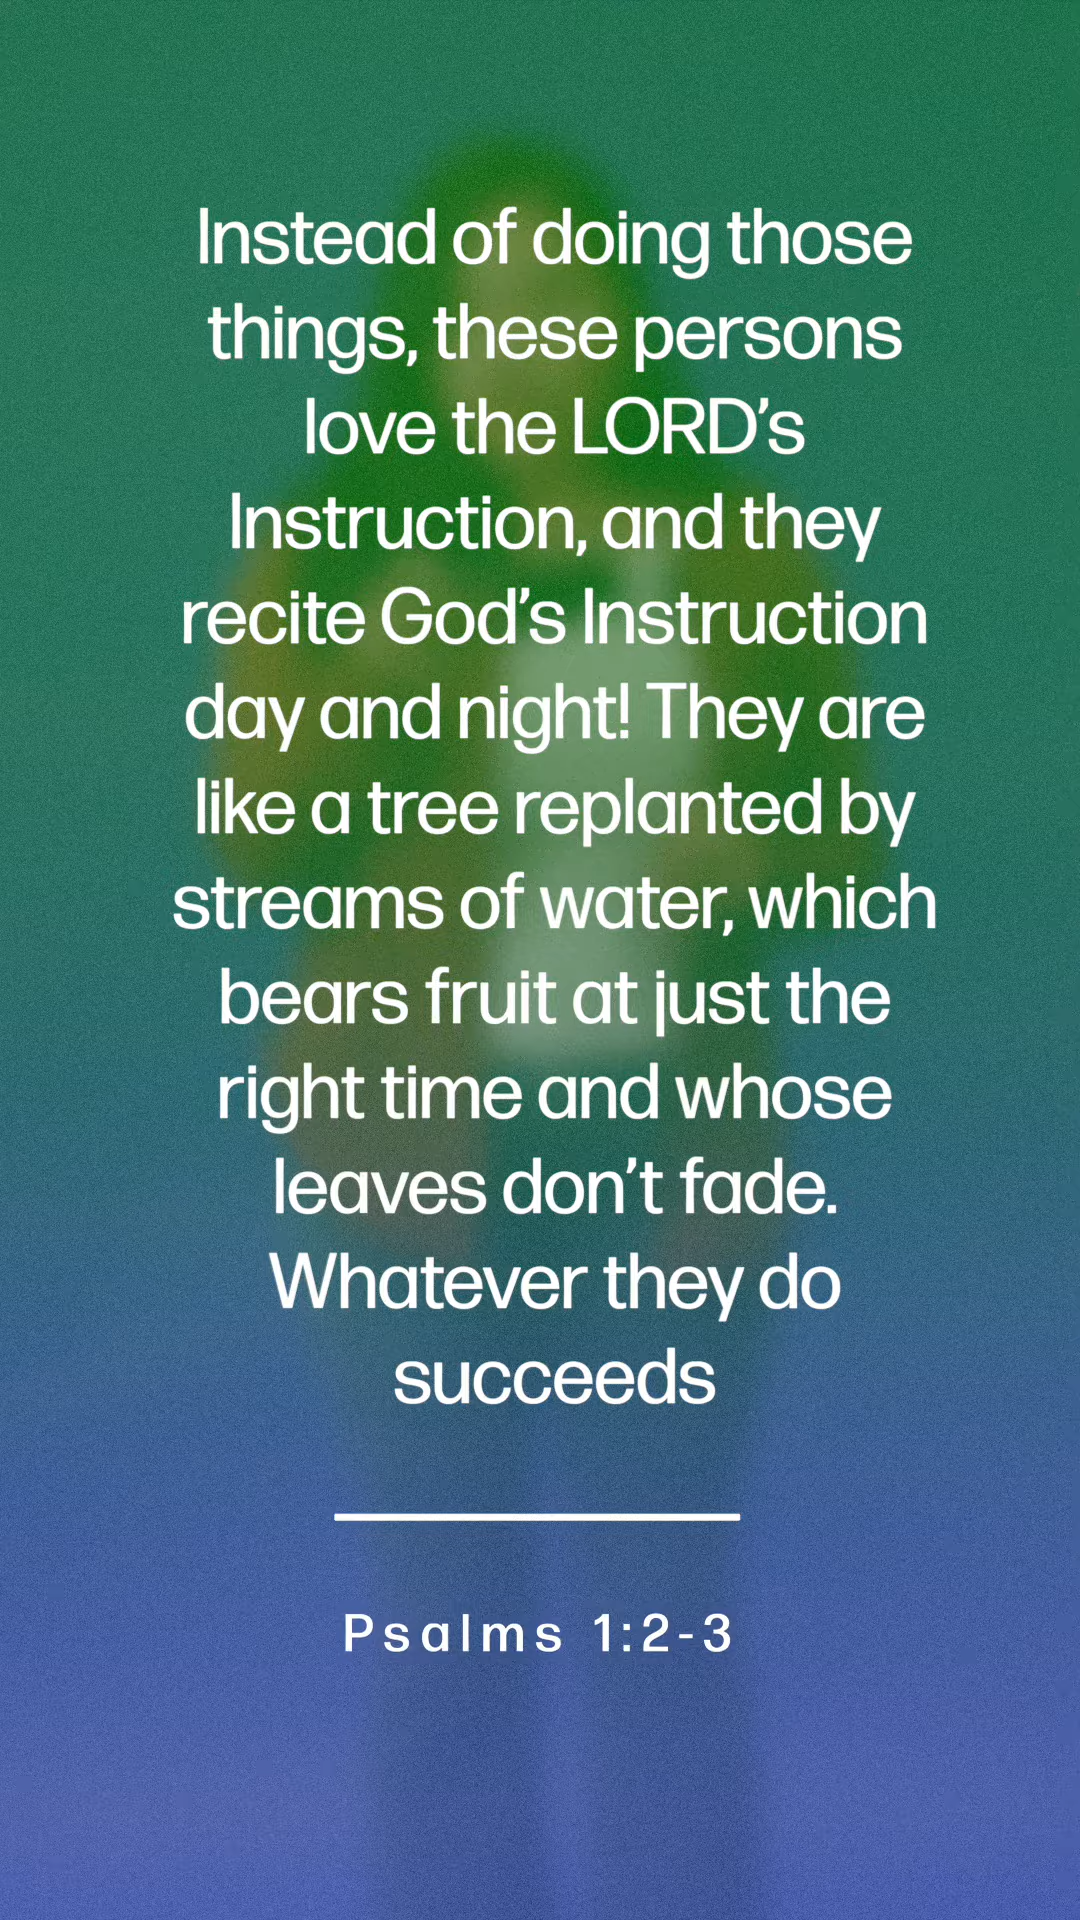 Instead of doing those
things, these persons
love the LORD’s
Instruction, and they
recite God’s Instruction
day and night! They are
like a tree replanted by
streams of water, which
bears fruit at just the
right time and whose
leaves don’t fade.
Whatever they do
succeeds
Psalms 1:2-3